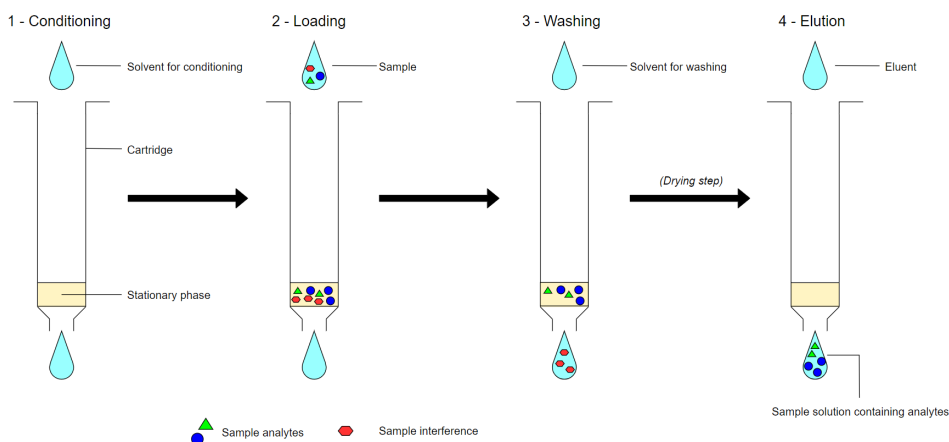 1 - Conditioning
2 - Loading
3 - Washing
4 - Elution
Solvent for conditioning
Sample
Solvent for washing
Eluent
Cartridge
(Drying step)
Stationary phase
Sample solution containing analytes
Sample analytes
Sample interference